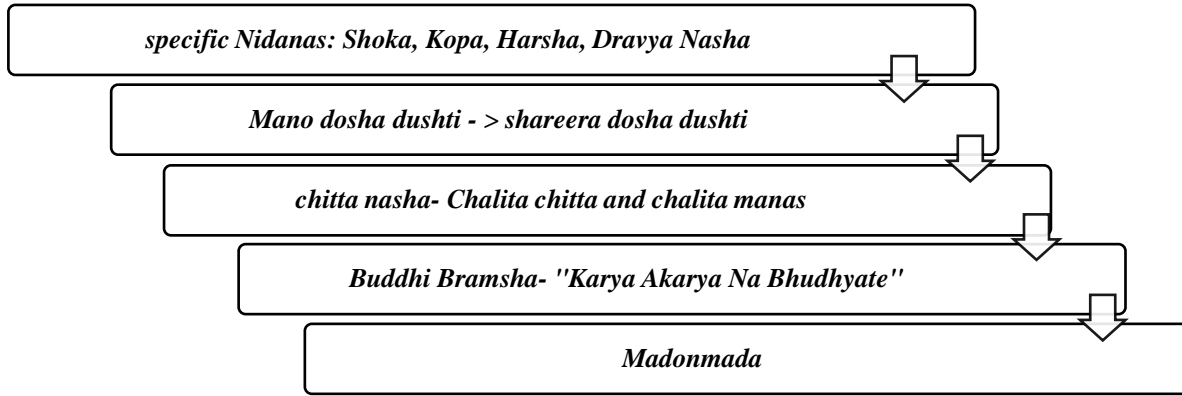 specific Nidanas: Shoka, Kopa, Harsha, Dravya Nasha
Mano dosha dushti - > shareera dosha dushti
chitta nasha- Chalita chitta and chalita manas
Buddhi Bramsha- "Karya Akarya Na Bhudhyate"
Madonmada